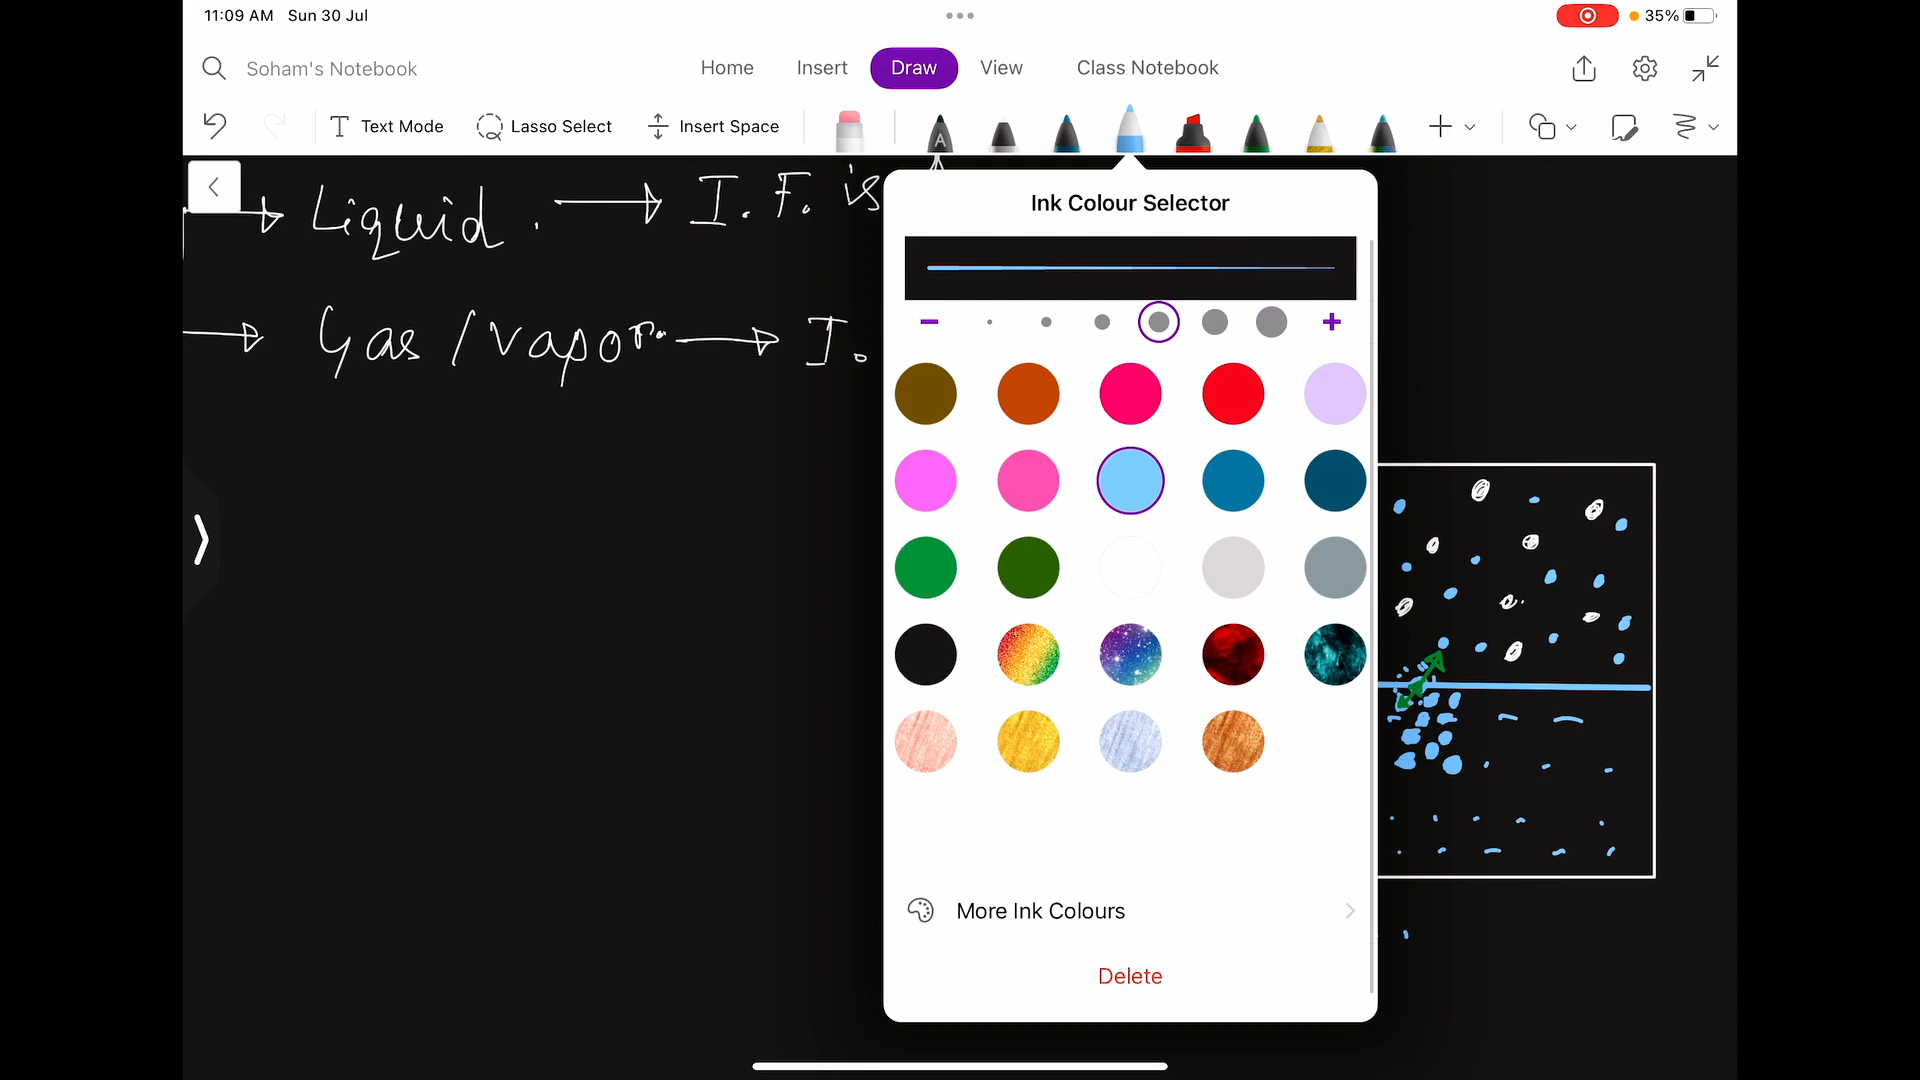 11:09 AM Sun 30 Jul
35%
Soham's Notebook
Home Insert Draw View Class Notebook
Text Mode Lasso Select Insert Space
A
Liquid . → I. F. is
→ Gas / Vapor. → I.
Ink Colour Selector
More Ink Colours
Delete